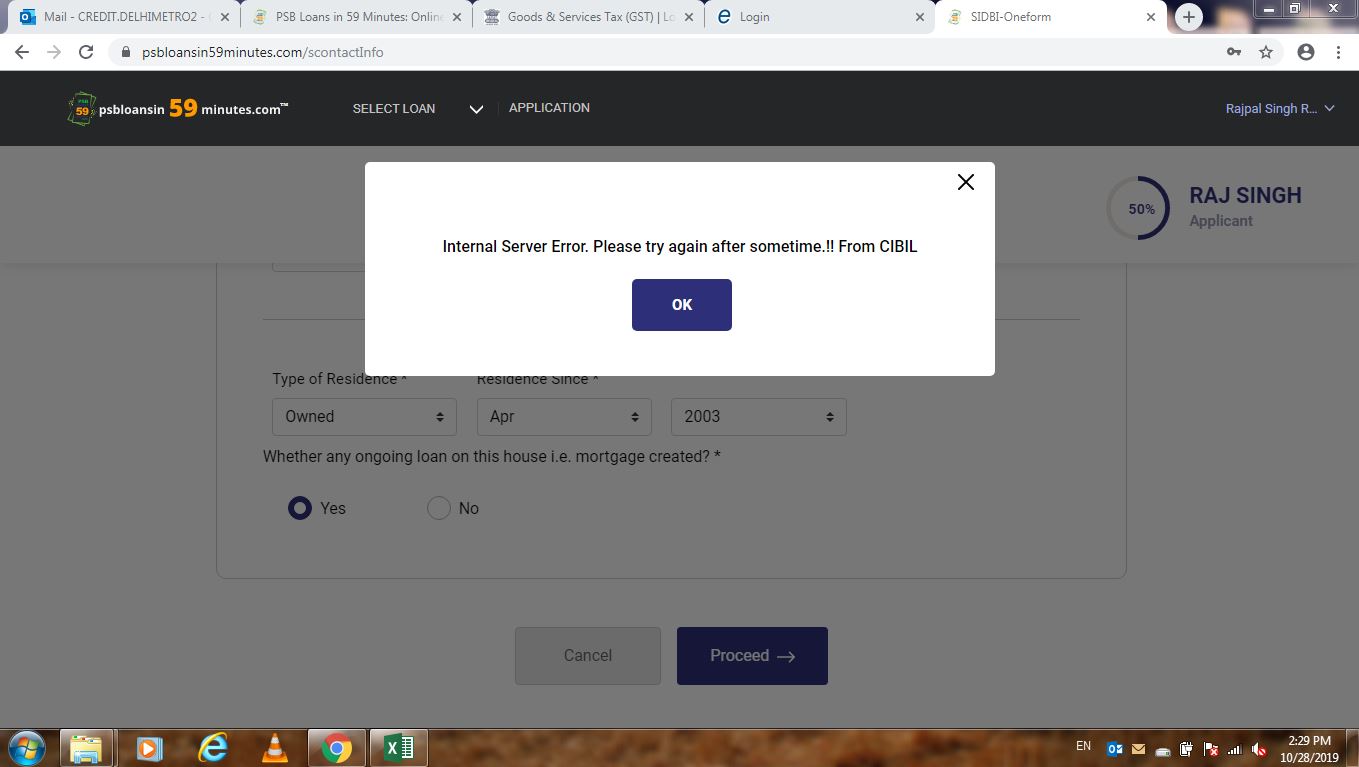 Mail - CREDIT.DELHIMETRO2 -
PSB Loans in 59 Minutes: Online
Goods & Services Tax (GST) | Lo
Login
SIDBI-Oneform
psbloansin59minutes.com/scontactInfo
PSB 59 psbloansin 59 minutes.com™
SELECT LOAN
APPLICATION
Rajpal Singh R...
50%
RAJ SINGH
Applicant
Internal Server Error. Please try again after sometime.!! From CIBIL
OK
Type of Residence *
Residence Since *
Owned
Apr
2003
Whether any ongoing loan on this house i.e. mortgage created? *
Yes
No
Cancel
Proceed →
EN
2:29 PM
10/28/2019